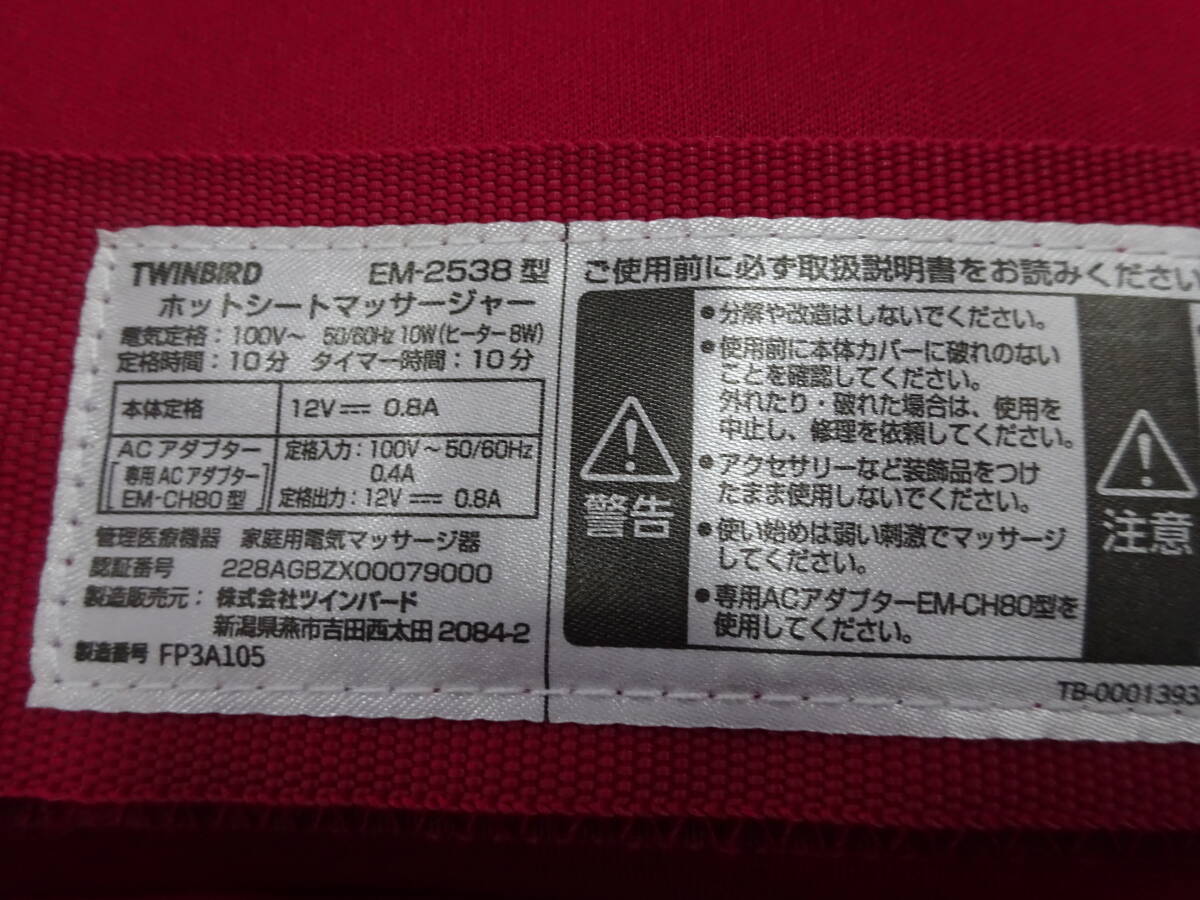 TWINBIRD EM-2538型
ホットシートマッサージャー
電気定格：100V～ 50/60Hz 10W(ヒーター8W)
定格時間：10分 タイマー時間：10分
本体定格 12V⎓ 0.8A
ACアダプター
[専用ACアダプター
EM-CH80型]
定格入力：100V～50/60Hz
0.4A
定格出力：12V⎓ 0.8A
管理医療機器 家庭用電気マッサージ器
認証番号 228AGBZX00079000
製造販売元：株式会社ツインバード
新潟県燕市吉田西太田2084-2
製造番号 FP3A105
ご使用前に必ず取扱説明書をお読みください
警告
●分解や改造はしないでください。
●使用前に本体カバーに破れのない
ことを確認してください。
外れたり・破れた場合は、使用を
中止し、修理を依頼してください。
●アクセサリーなど装飾品をつけ
たまま使用しないでください。
●使い始めは弱い刺激でマッサージ
してください。
●専用ACアダプターEM-CH80型を
使用してください。
注意
TB-0001393